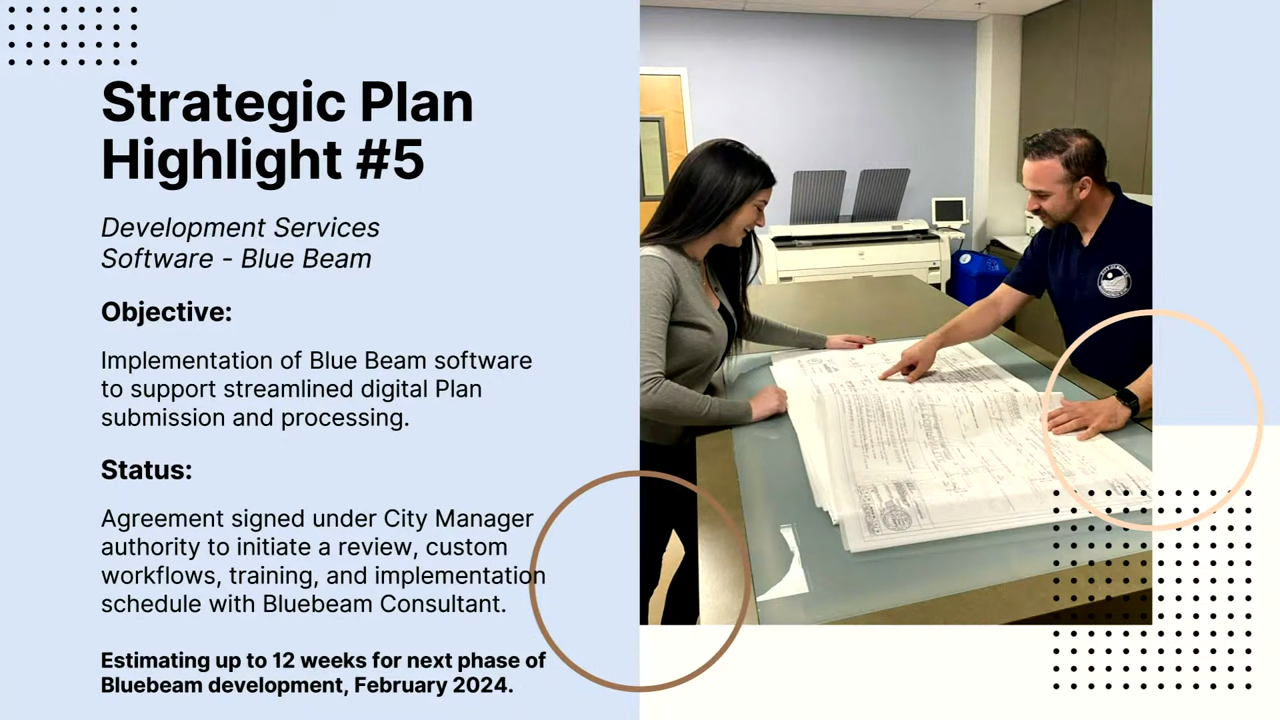 Strategic Plan
Highlight #5
Development Services
Software - Blue Beam
Objective:
Implementation of Blue Beam software
to support streamlined digital Plan
submission and processing.
Status:
Agreement signed under City Manager
authority to initiate a review, custom
workflows, training, and implementation
schedule with Bluebeam Consultant.
Estimating up to 12 weeks for next phase of
Bluebeam development, February 2024.